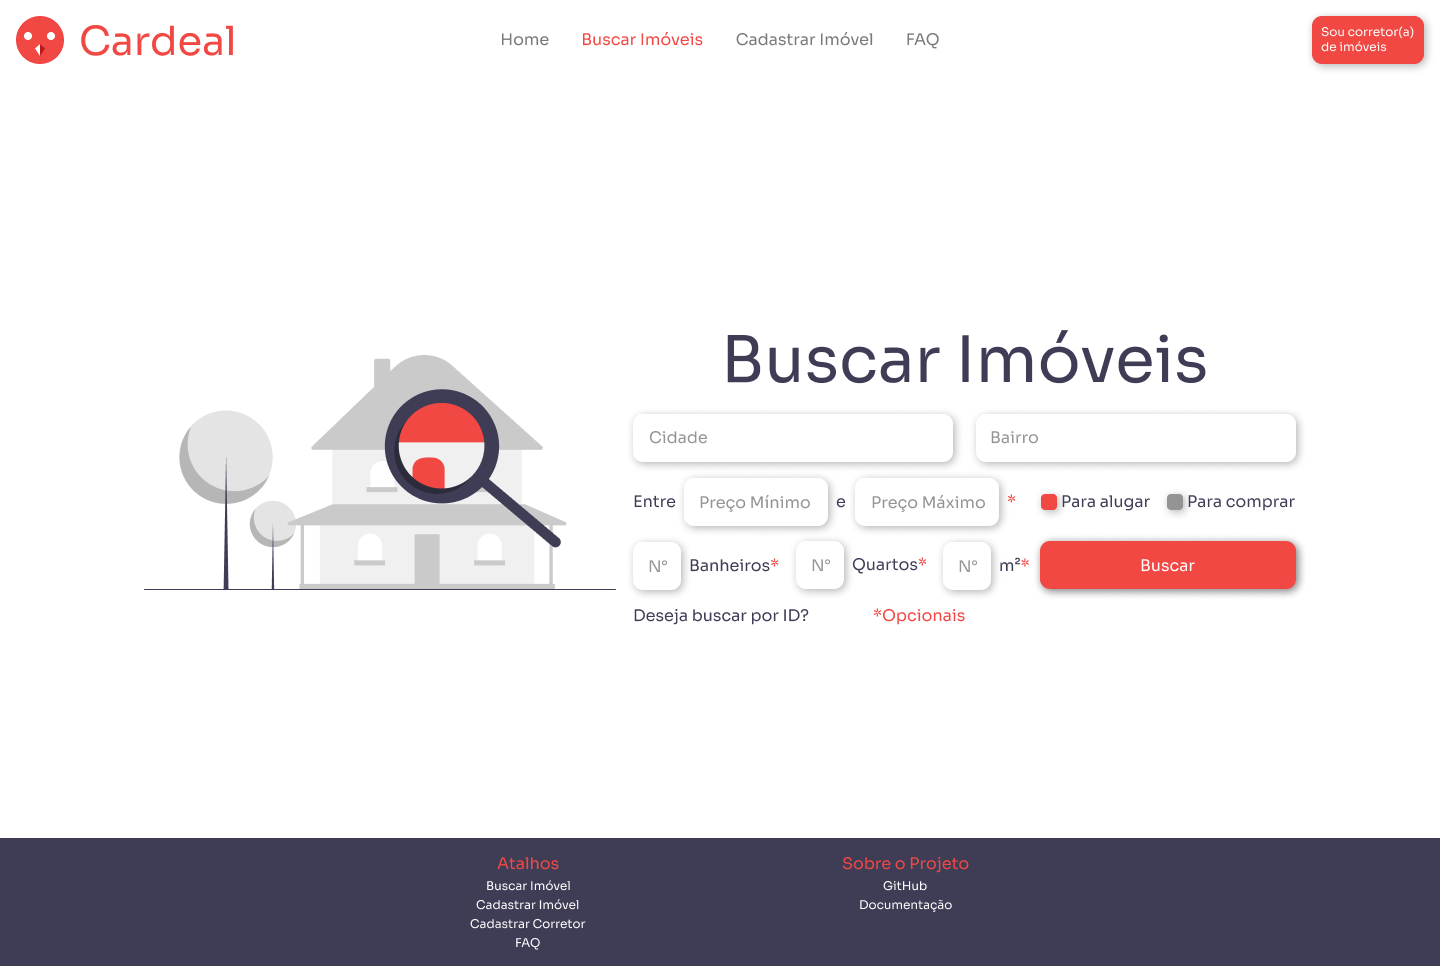 Cardeal
Home Buscar Imóveis Cadastrar Imóvel FAQ
Sou corretor(a)
de imóveis
Buscar Imóveis
Cidade Bairro
Entre Preço Mínimo e Preço Máximo * Para alugar Para comprar
N° Banheiros* N° Quartos* N° m²* Buscar
Deseja buscar por ID? *Opcionais
Atalhos
Buscar Imóvel
Cadastrar Imóvel
Cadastrar Corretor
FAQ
Sobre o Projeto
GitHub
Documentação